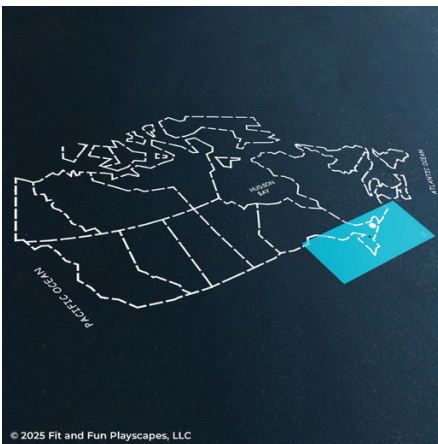 HUDSON
BAY
ATLANTIC OCEAN
PACIFIC OCEAN
© 2025 Fit and Fun Playscapes, LLC